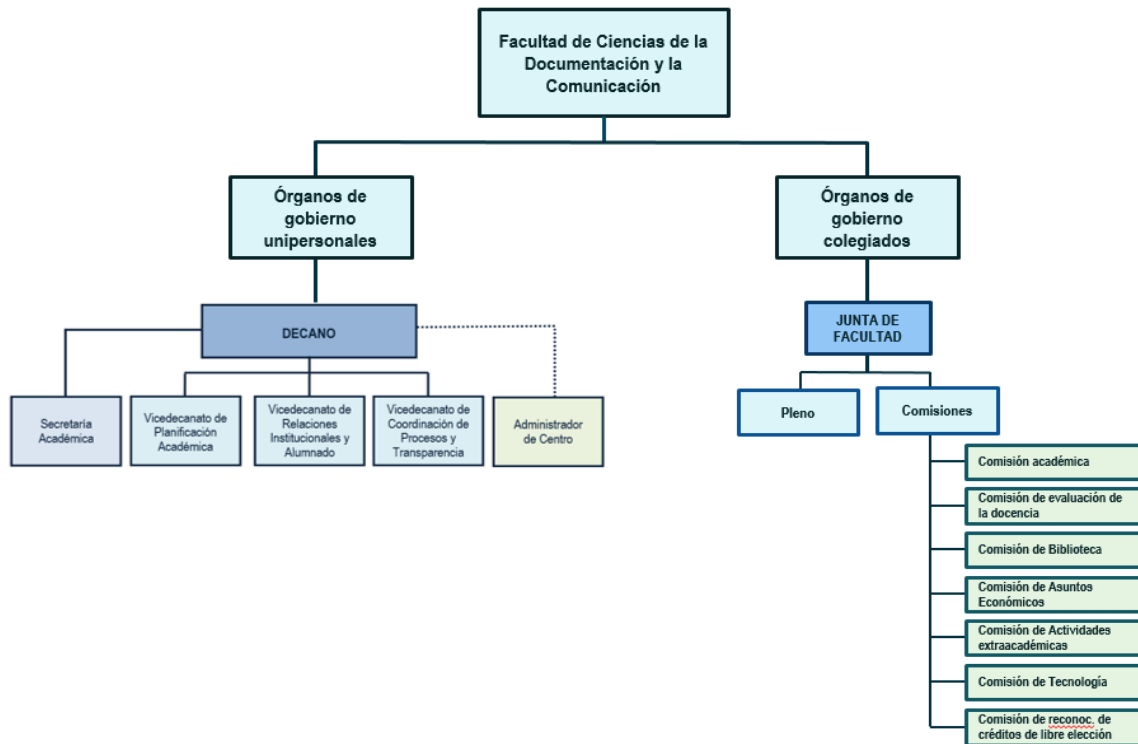 Facultad de Ciencias de la
Documentación y la
Comunicación
Órganos de
gobierno
unipersonales
Órganos de
gobierno
colegiados
DECANO
JUNTA DE
FACULTAD
Secretaría
Académica
Vicedecanato de
Planificación
Académica
Vicedecanato de
Relaciones
Institucionales y
Alumnado
Vicedecanato de
Coordinación de
Procesos y
Transparencia
Administrador
de Centro
Pleno
Comisiones
Comisión académica
Comisión de evaluación de
la docencia
Comisión de Biblioteca
Comisión de Asuntos
Económicos
Comisión de Actividades
extraacadémicas
Comisión de Tecnología
Comisión de reconoc. de
créditos de libre elección